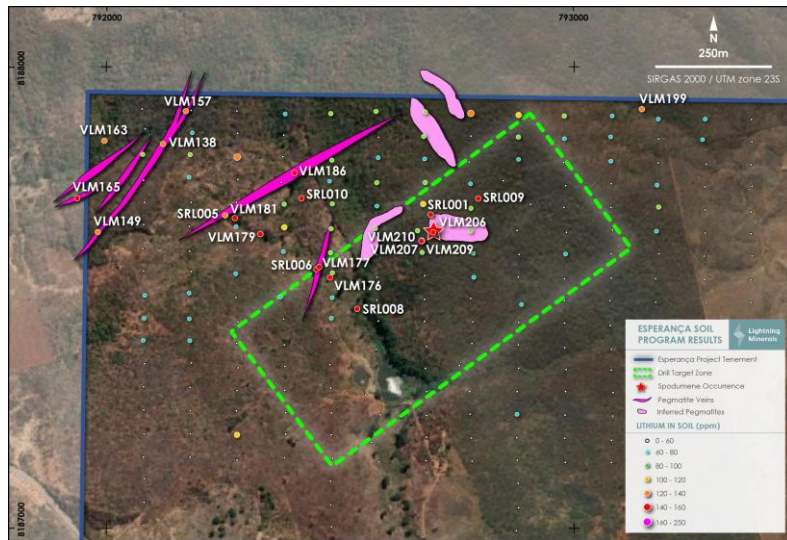 792000
793000
N
250m
SIRGAS 2000 / UTM zone 23S
8188000
VLM157
VLM199
VLM163
VLM138
VLM186
VLM165
SRL010
SRL009
SRL005
VLM181
SRL001
VLM206
VLM149
VLM179
VLM210
VLM207
VLM209
SRL006
VLM177
VLM176
SRL008
ESPERANÇA SOIL
PROGRAM RESULTS
Lightning
Minerals
Esperança Project Tenement
Drill Target Zone
Spodumene Occurrence
Pegmatite Veins
Inferred Pegmatites
LITHIUM IN SOIL (ppm)
0 - 60
60 - 80
80 - 100
100 - 120
120 - 140
140 - 160
160 - 250
8187000